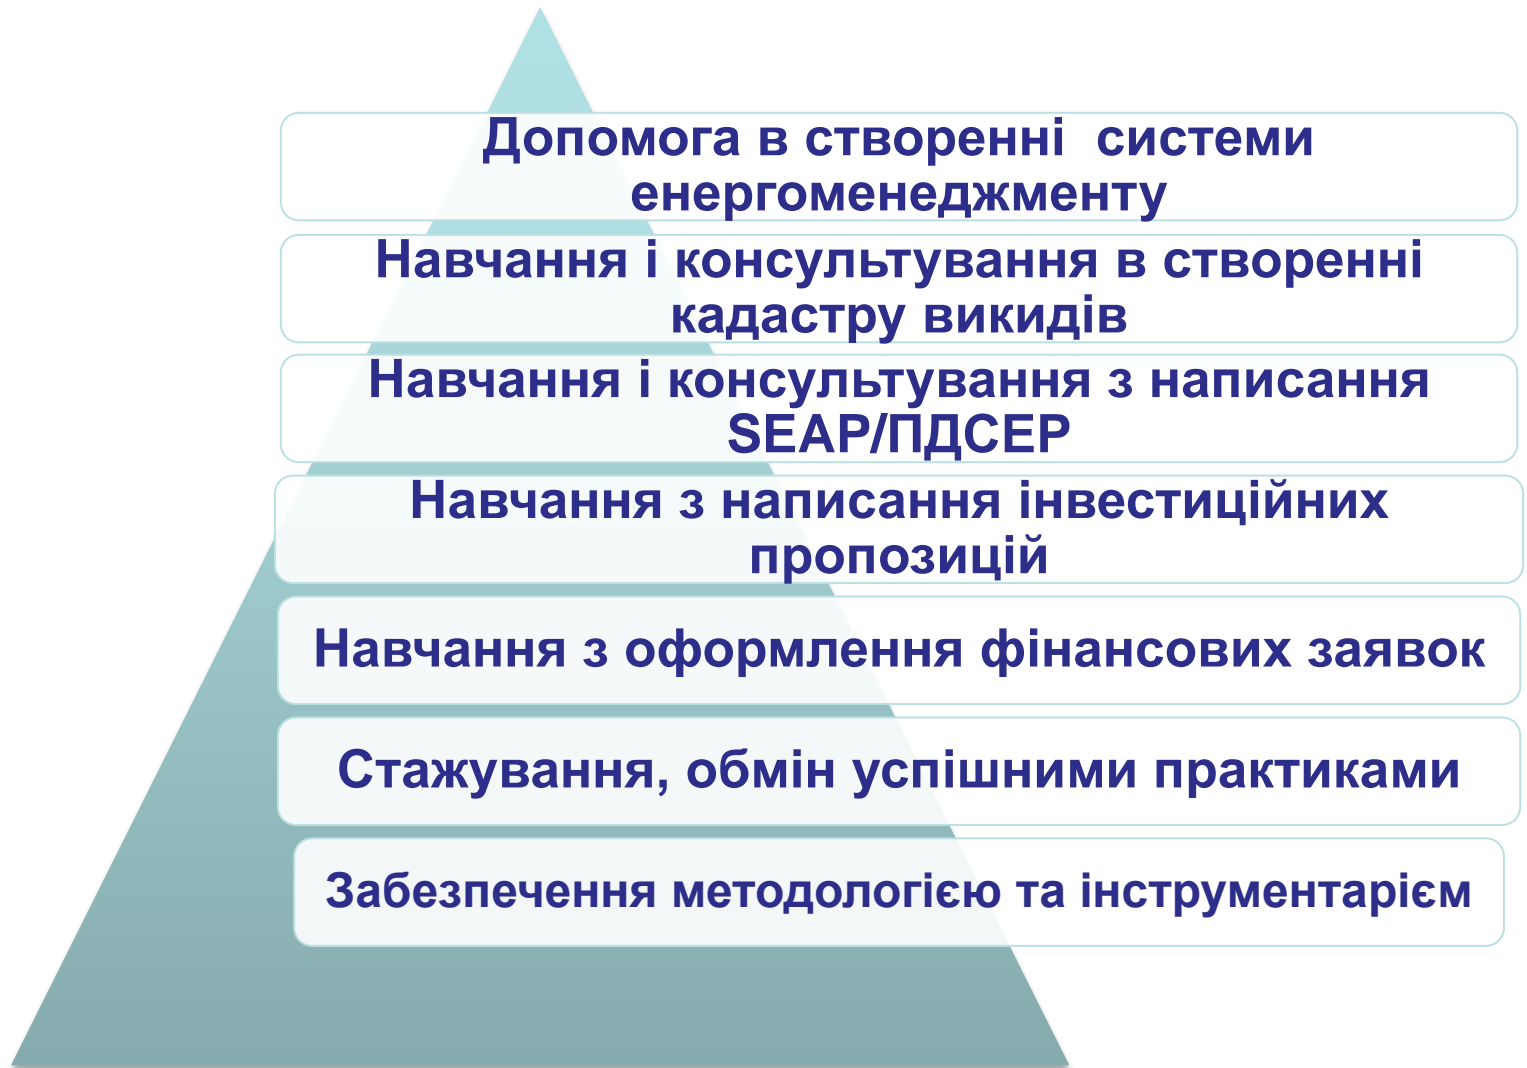 Допомога в створенні  системи
енергоменеджменту
Навчання і консультування в створенні
кадастру викидів
Навчання і консультування з написання
SEAP/ПДСЕР
Навчання з написання інвестиційних
пропозицій
Навчання з оформлення фінансових заявок
Стажування, обмін успішними практиками
Забезпечення методологією та інструментарієм